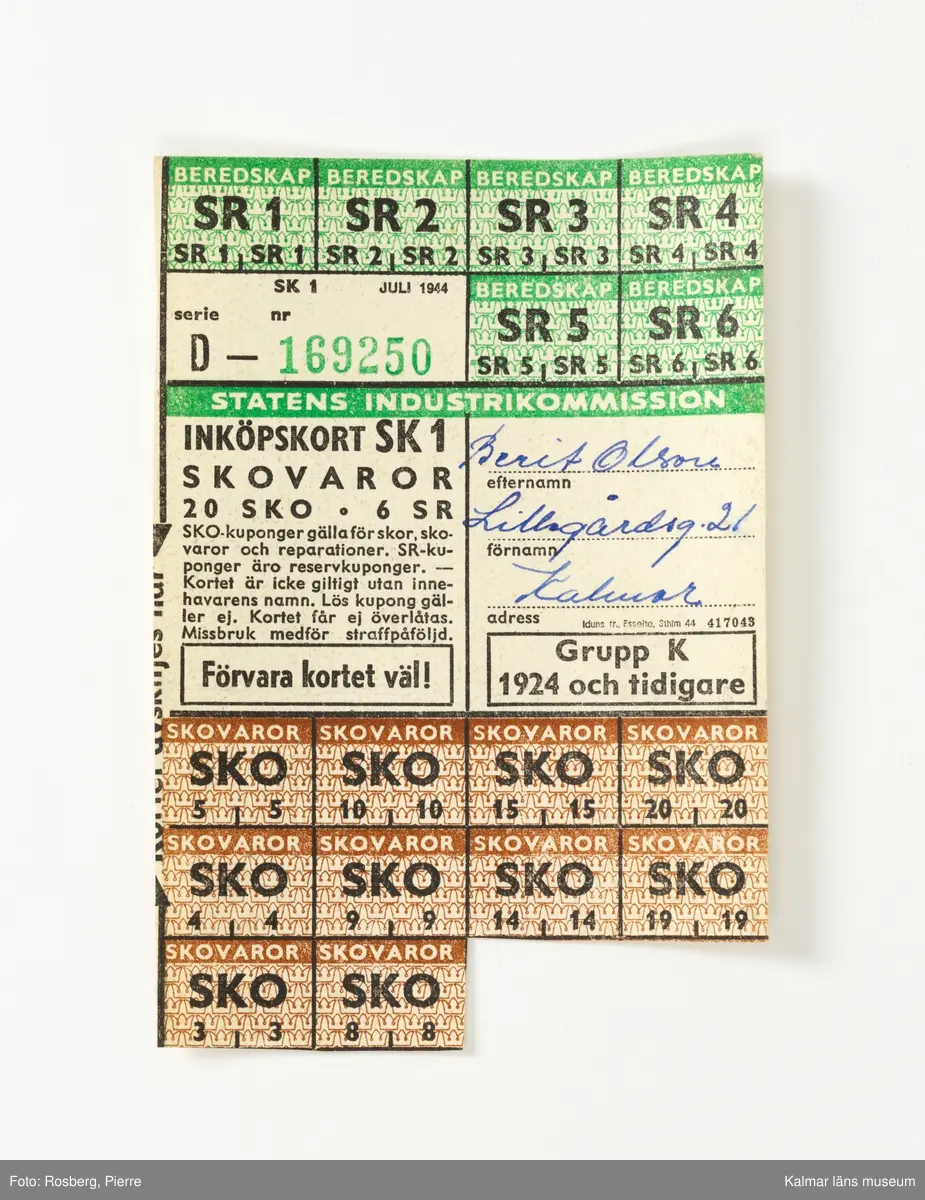 BEREDSKAP BEREDSKAP BEREDSKAP BEREDSKAP
SR 1 SR 2 SR 3 SR 4
SR 1 SR 1 SR 2 SR 2 SR 3 SR 3 SR 4 SR 4
SK 1 JULI 1944
serie nr
D — 169250
BEREDSKAP BEREDSKAP
SR 5 SR 6
SR 5 SR 5 SR 6 SR 6
STATENS INDUSTRIKOMMISSION
INKÖPSKORT SK 1
SKOVAROR
20 SKO • 6 SR
SKO-kuponger gälla för skor, sko-
varor och reparationer. SR-ku-
ponger äro reservkuponger. —
Kortet är icke giltigt utan inne-
havarens namn. Lös kupong gäl-
ler ej. Kortet får ej överlåtas.
Missbruk medför straffpåföljd.
Förvara kortet väl!
Berit Olson
efternamn
Lillegårdsg. 21
förnamn
Kalmar
adress
Iduns tr., Esselte, Sthlm 44 417043
Grupp K
1924 och tidigare
Kortet avskiljes här
SKOVAROR SKOVAROR SKOVAROR SKOVAROR
SKO SKO SKO SKO
5 5 10 10 15 15 20 20
SKOVAROR SKOVAROR SKOVAROR SKOVAROR
SKO SKO SKO SKO
4 4 9 9 14 14 19 19
SKOVAROR SKOVAROR
SKO SKO
3 3 8 8
Foto: Rosberg, Pierre
Kalmar läns museum